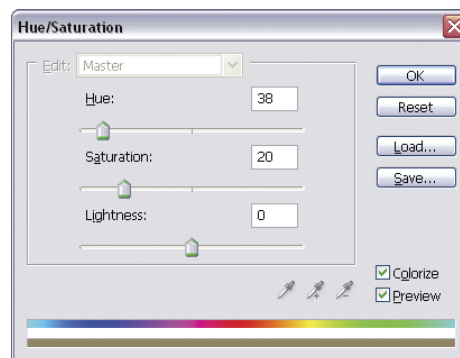 Hue/Saturation
Edit: Master
OK
Hue: 38
Reset
Saturation: 20
Load...
Save...
Lightness: 0
Colorize
Preview